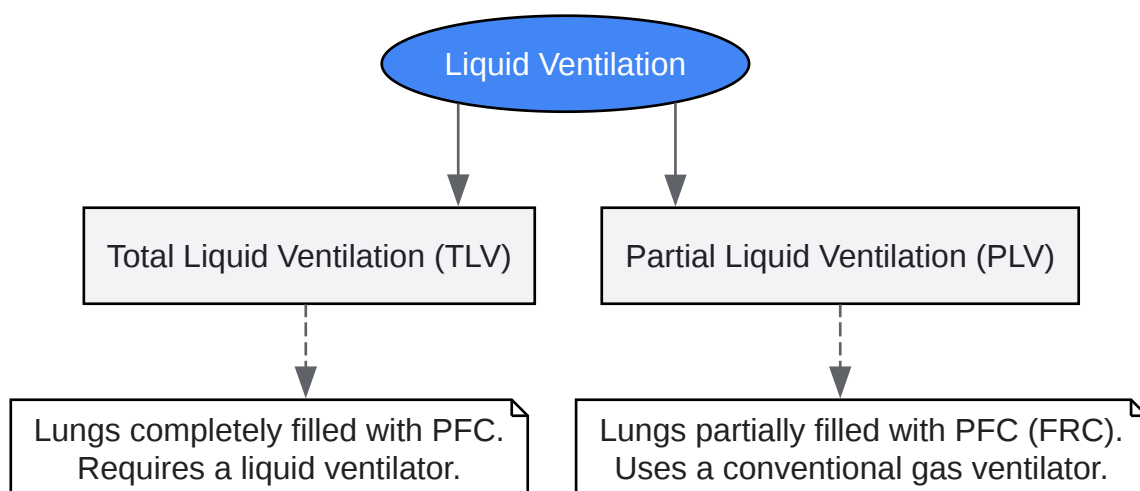 Liquid Ventilation
Total Liquid Ventilation (TLV)
Partial Liquid Ventilation (PLV)
Lungs completely filled with PFC.
Requires a liquid ventilator.
Lungs partially filled with PFC (FRC).
Uses a conventional gas ventilator.